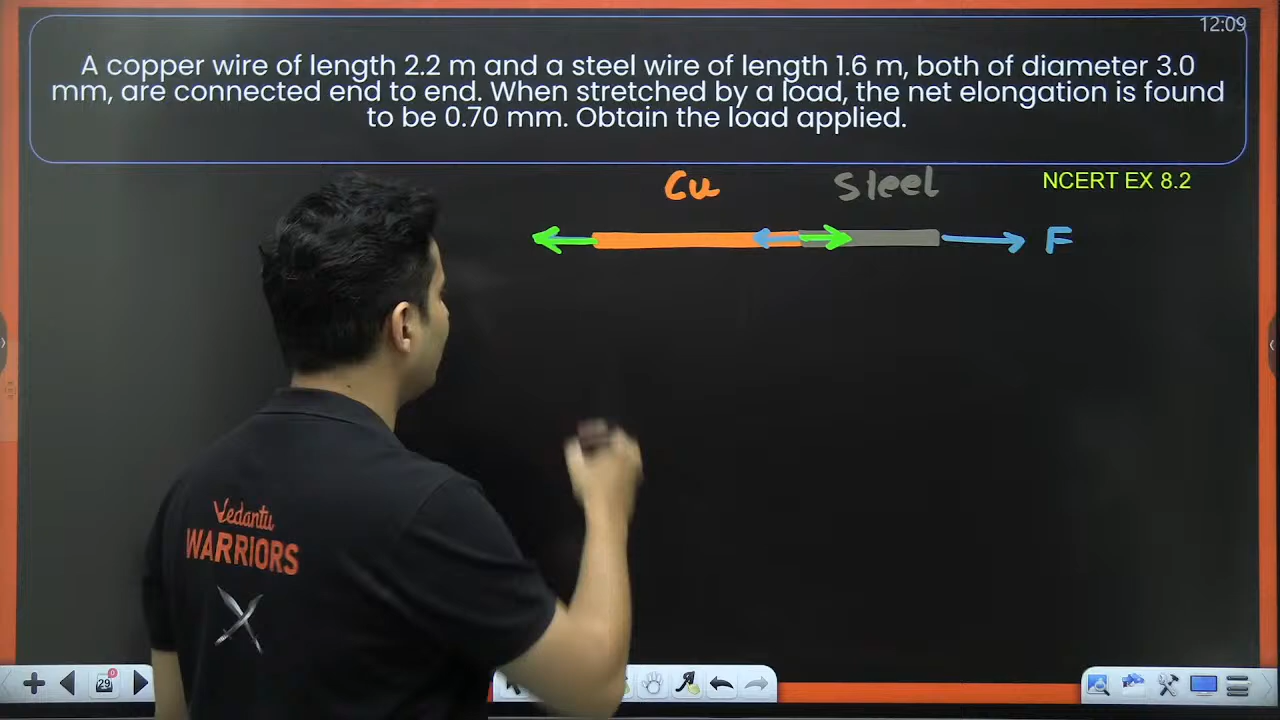 12:09
A copper wire of length 2.2 m and a steel wire of length 1.6 m, both of diameter 3.0
mm, are connected end to end. When stretched by a load, the net elongation is found
to be 0.70 mm. Obtain the load applied.
Cu
Steel
NCERT EX 8.2
F
Vedantu
WARRIORS
29